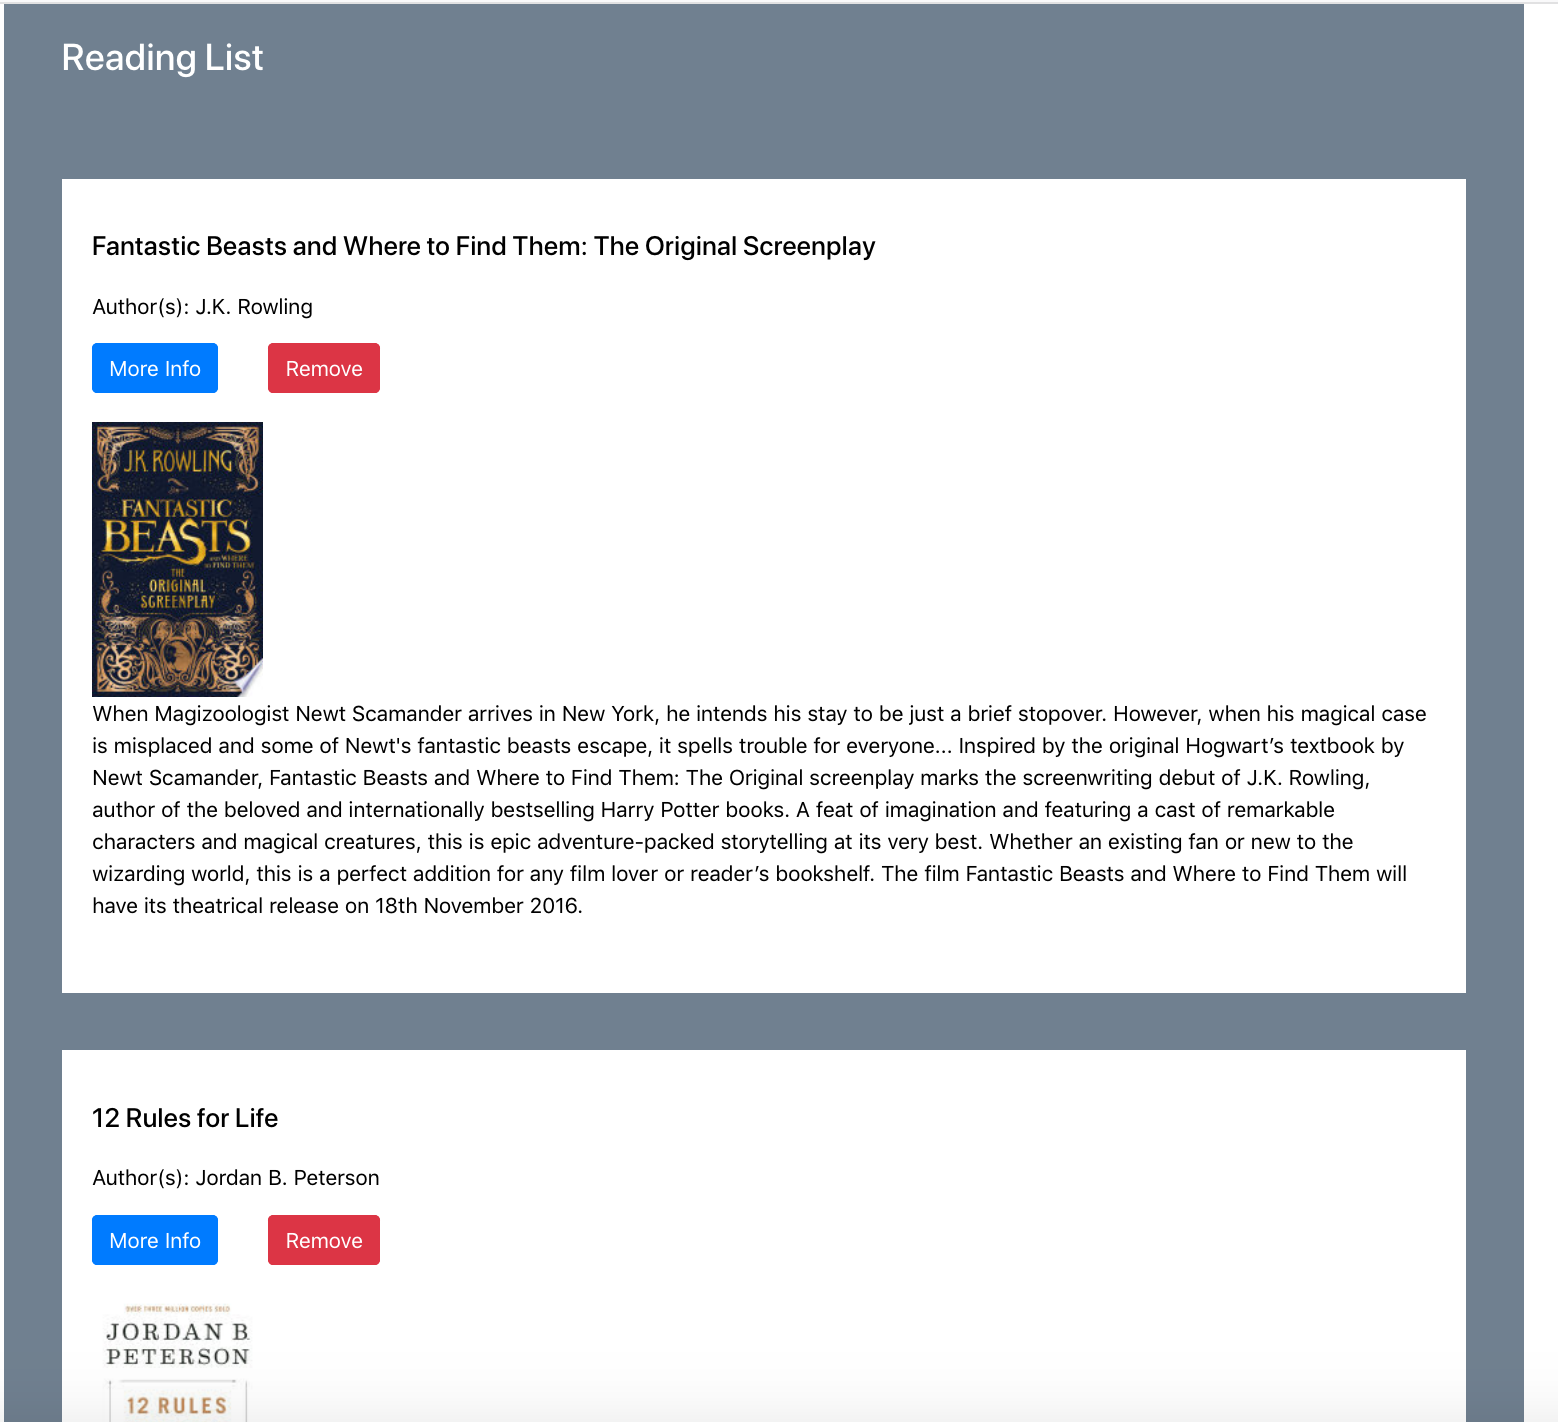 Reading List
Fantastic Beasts and Where to Find Them: The Original Screenplay
Author(s): J.K. Rowling
More Info Remove
J.K. ROWLING
FANTASTIC
BEASTS
AND WHERE
TO FIND THEM
THE
ORIGINAL
SCREENPLAY
When Magizoologist Newt Scamander arrives in New York, he intends his stay to be just a brief stopover. However, when his magical case
is misplaced and some of Newt's fantastic beasts escape, it spells trouble for everyone... Inspired by the original Hogwart’s textbook by
Newt Scamander, Fantastic Beasts and Where to Find Them: The Original screenplay marks the screenwriting debut of J.K. Rowling,
author of the beloved and internationally bestselling Harry Potter books. A feat of imagination and featuring a cast of remarkable
characters and magical creatures, this is epic adventure-packed storytelling at its very best. Whether an existing fan or new to the
wizarding world, this is a perfect addition for any film lover or reader’s bookshelf. The film Fantastic Beasts and Where to Find Them will
have its theatrical release on 18th November 2016.
12 Rules for Life
Author(s): Jordan B. Peterson
More Info Remove
OVER THREE MILLION COPIES SOLD
JORDAN B
PETERSON
12 RULES